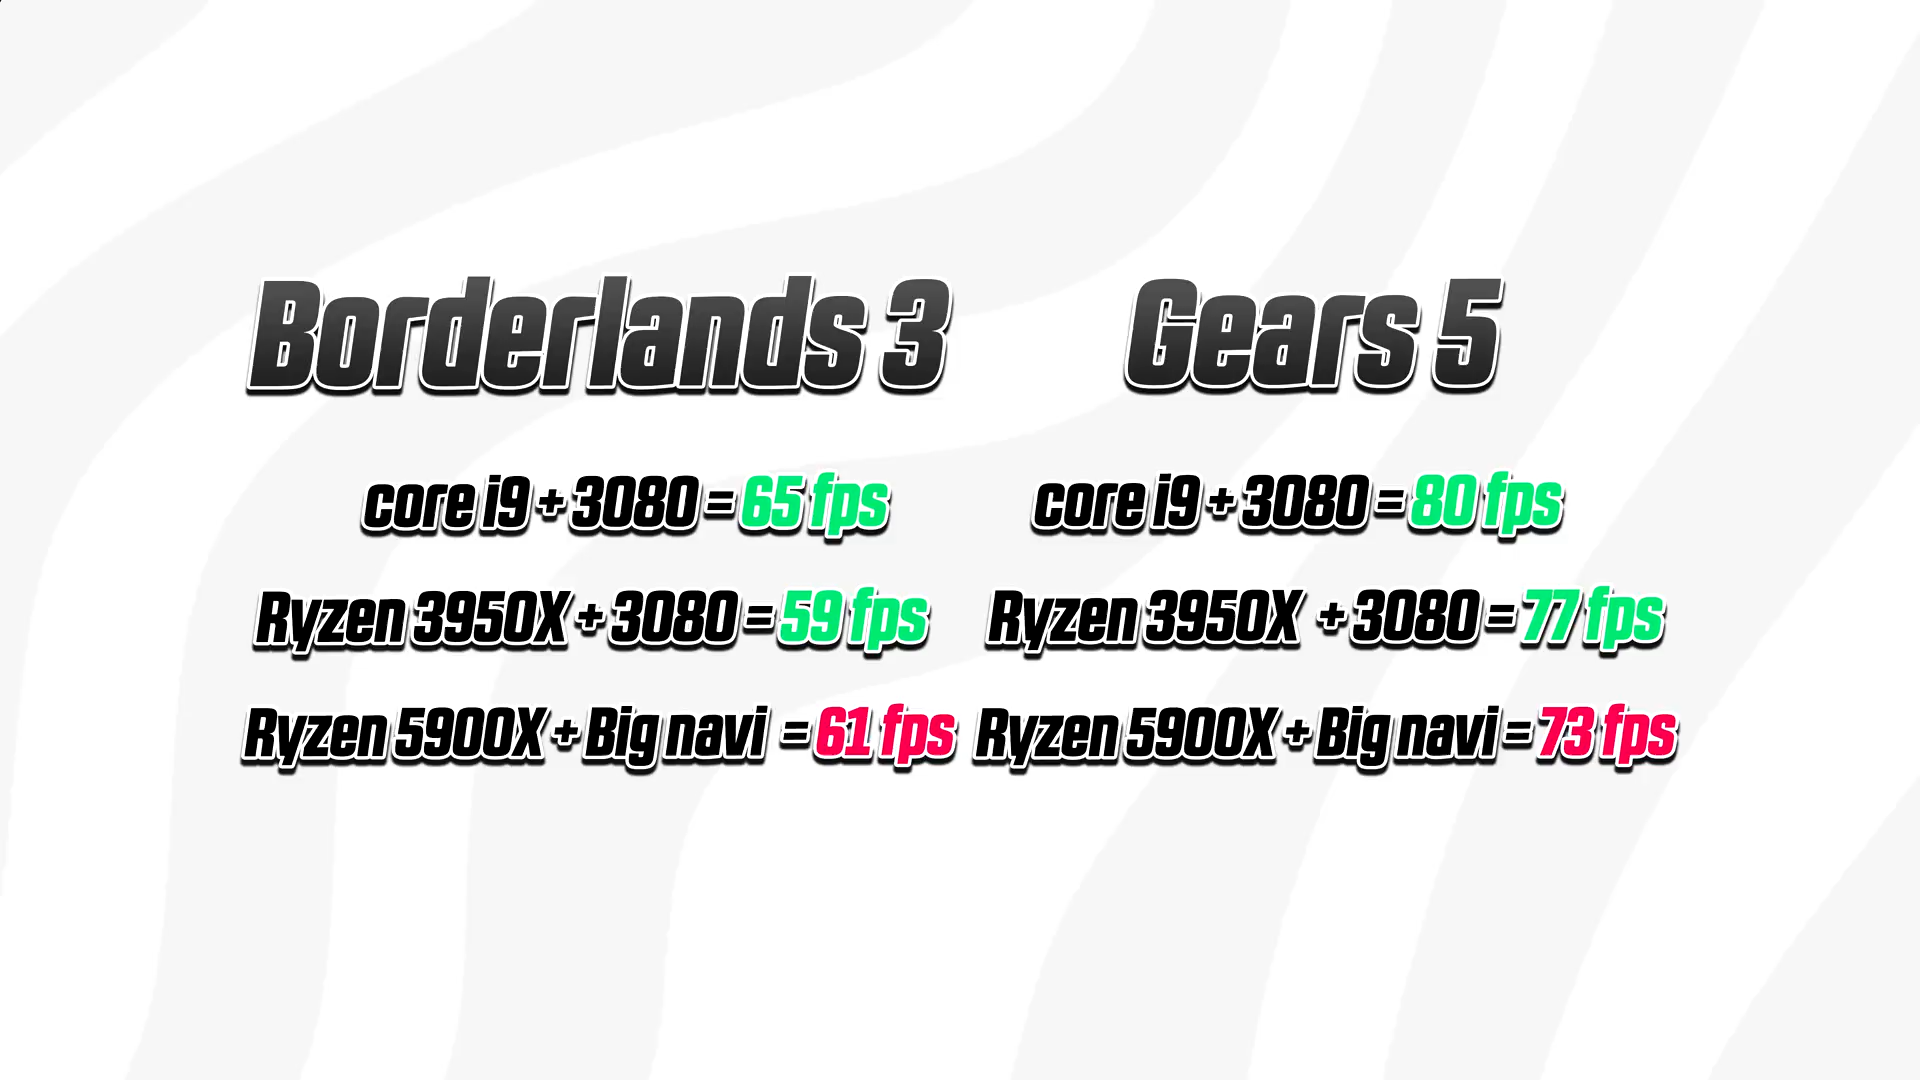 Borderlands 3
core i9 + 3080 = 65 fps
Ryzen 3950X + 3080 = 59 fps
Ryzen 5900X + Big navi = 61 fps
Gears 5
core i9 + 3080 = 80 fps
Ryzen 3950X + 3080 = 77 fps
Ryzen 5900X + Big navi = 73 fps